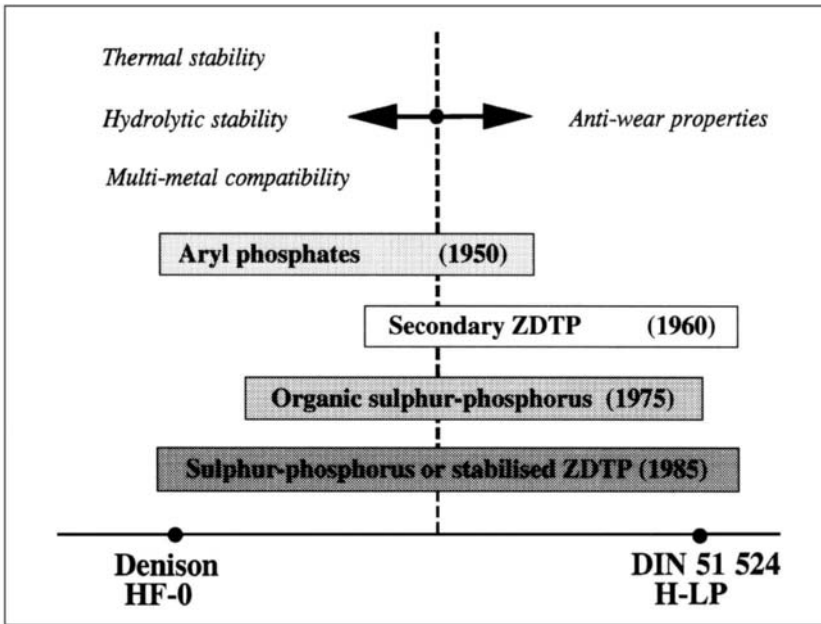 Thermal stability
Hydrolytic stability
Anti-wear properties
Multi-metal compatibility
Aryl phosphates (1950)
Secondary ZDTP (1960)
Organic sulphur-phosphorus (1975)
Sulphur-phosphorus or stabilised ZDTP (1985)
Denison
HF-0
DIN 51 524
H-LP